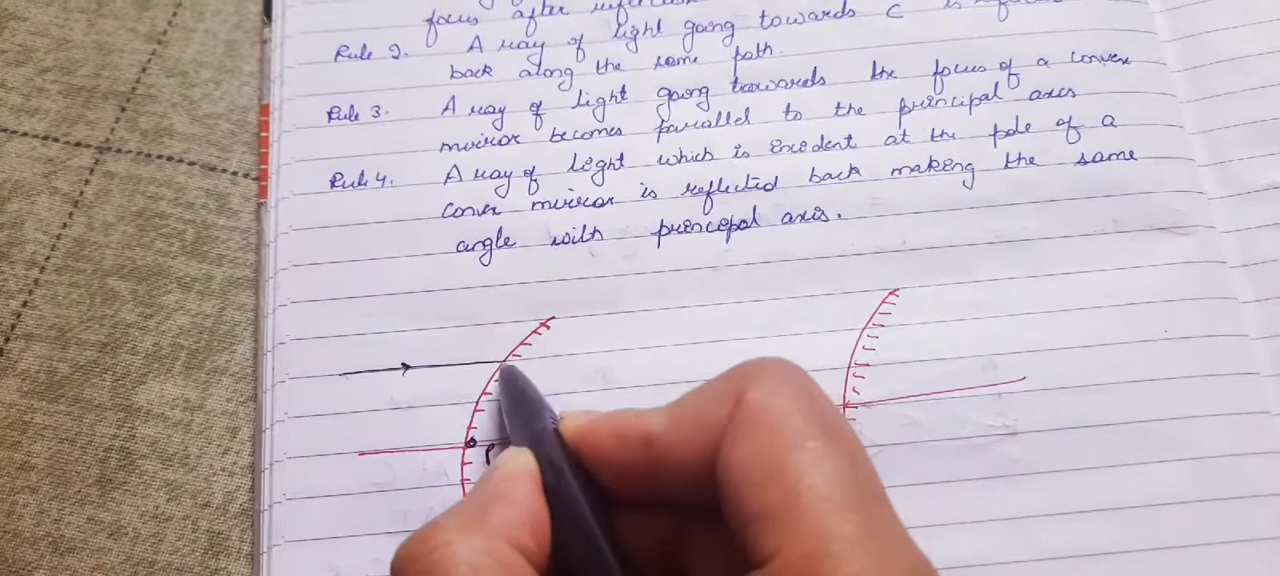 focus after
Rule 2. A ray of light going towards C is
back along the same path.
Rule 3. A ray of light going towards the focus of a convex
mirror becomes parallel to the principal axis
Rule 4. A ray of light which is incedent at the pole of a
convex mirror is reflected back making the same
angle with principal axis.
P